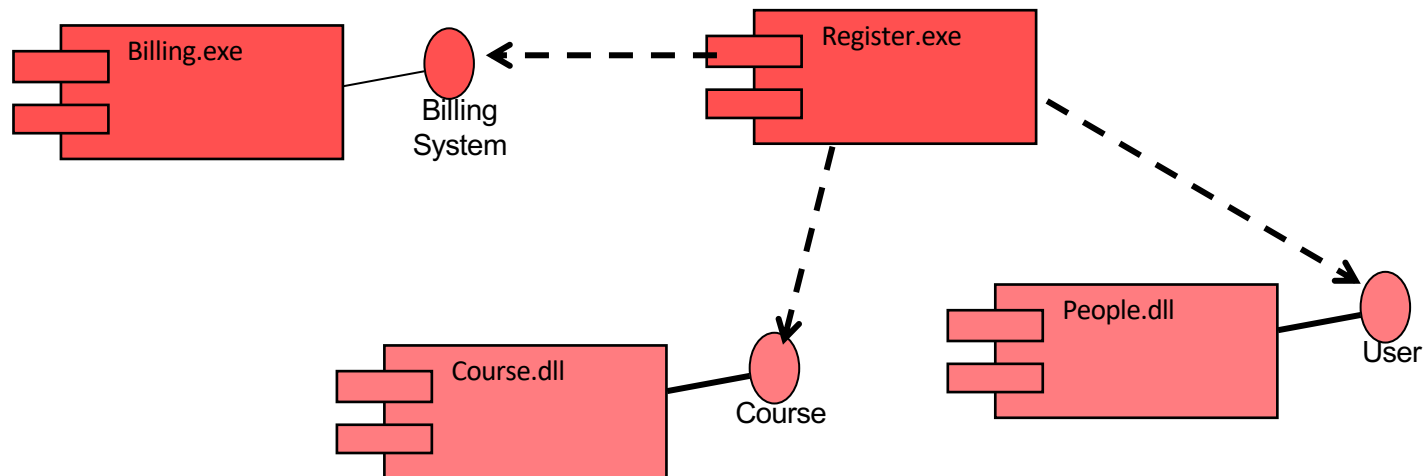 Billing.exe
Register.exe
Billing
System
People.dll
User
Course.dll
Course